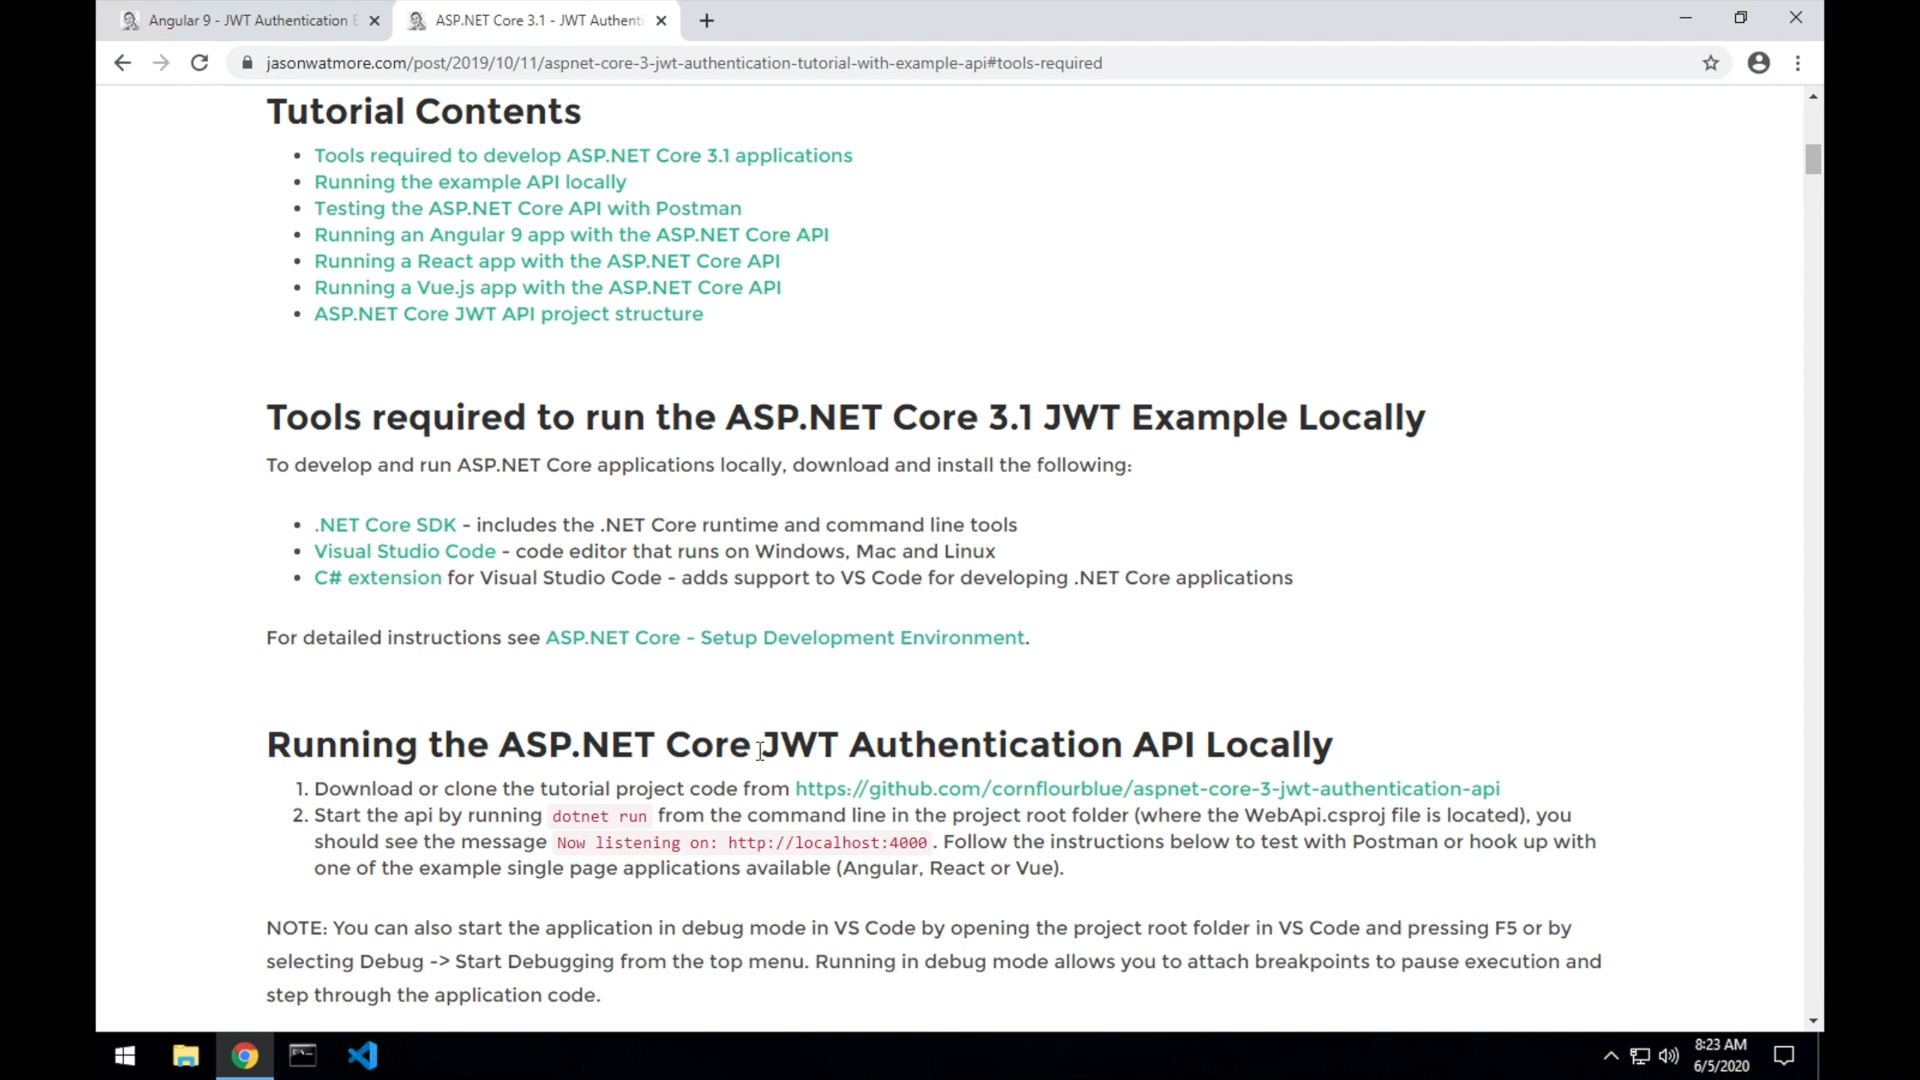 Angular 9 - JWT Authentication E
ASP.NET Core 3.1 - JWT Authenti
jasonwatmore.com/post/2019/10/11/aspnet-core-3-jwt-authentication-tutorial-with-example-api#tools-required
Tutorial Contents
• Tools required to develop ASP.NET Core 3.1 applications
• Running the example API locally
• Testing the ASP.NET Core API with Postman
• Running an Angular 9 app with the ASP.NET Core API
• Running a React app with the ASP.NET Core API
• Running a Vue.js app with the ASP.NET Core API
• ASP.NET Core JWT API project structure
Tools required to run the ASP.NET Core 3.1 JWT Example Locally
To develop and run ASP.NET Core applications locally, download and install the following:
• .NET Core SDK - includes the .NET Core runtime and command line tools
• Visual Studio Code - code editor that runs on Windows, Mac and Linux
• C# extension for Visual Studio Code - adds support to VS Code for developing .NET Core applications
For detailed instructions see ASP.NET Core - Setup Development Environment.
Running the ASP.NET Core JWT Authentication API Locally
1. Download or clone the tutorial project code from https://github.com/cornflourblue/aspnet-core-3-jwt-authentication-api
2. Start the api by running dotnet run from the command line in the project root folder (where the WebApi.csproj file is located), you
should see the message Now listening on: http://localhost:4000. Follow the instructions below to test with Postman or hook up with
one of the example single page applications available (Angular, React or Vue).
NOTE: You can also start the application in debug mode in VS Code by opening the project root folder in VS Code and pressing F5 or by
selecting Debug -> Start Debugging from the top menu. Running in debug mode allows you to attach breakpoints to pause execution and
step through the application code.
8:23 AM
6/5/2020